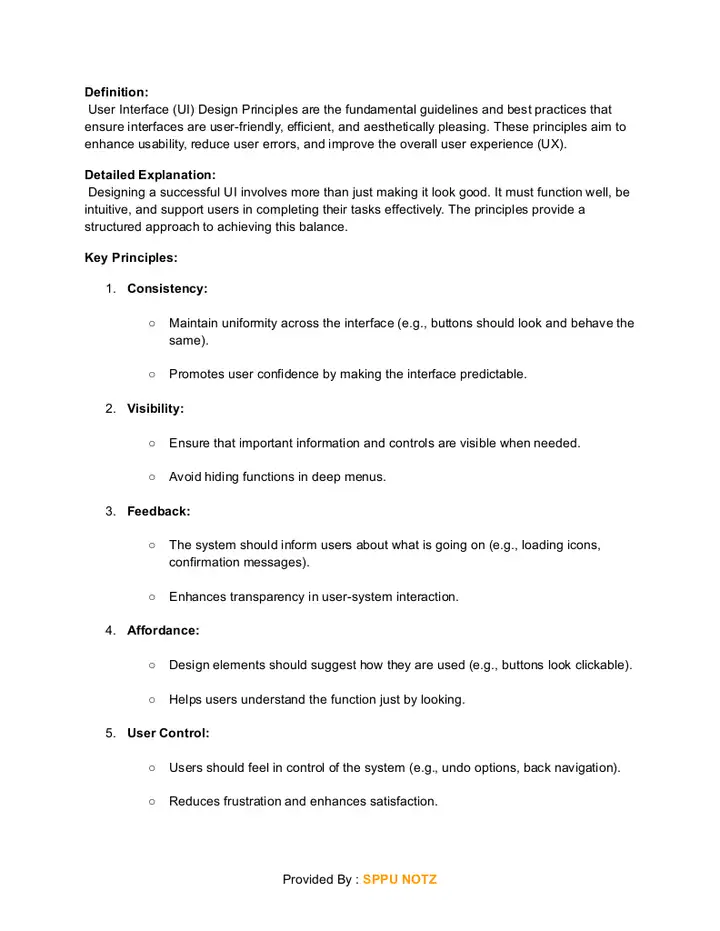 Definition:
User Interface (UI) Design Principles are the fundamental guidelines and best practices that
ensure interfaces are user-friendly, efficient, and aesthetically pleasing. These principles aim to
enhance usability, reduce user errors, and improve the overall user experience (UX).
Detailed Explanation:
Designing a successful UI involves more than just making it look good. It must function well, be
intuitive, and support users in completing their tasks effectively. The principles provide a
structured approach to achieving this balance.
Key Principles:
1. Consistency:
○ Maintain uniformity across the interface (e.g., buttons should look and behave the
same).
○ Promotes user confidence by making the interface predictable.
2. Visibility:
○ Ensure that important information and controls are visible when needed.
○ Avoid hiding functions in deep menus.
3. Feedback:
○ The system should inform users about what is going on (e.g., loading icons,
confirmation messages).
○ Enhances transparency in user-system interaction.
4. Affordance:
○ Design elements should suggest how they are used (e.g., buttons look clickable).
○ Helps users understand the function just by looking.
5. User Control:
○ Users should feel in control of the system (e.g., undo options, back navigation).
○ Reduces frustration and enhances satisfaction.
Provided By : SPPU NOTZ